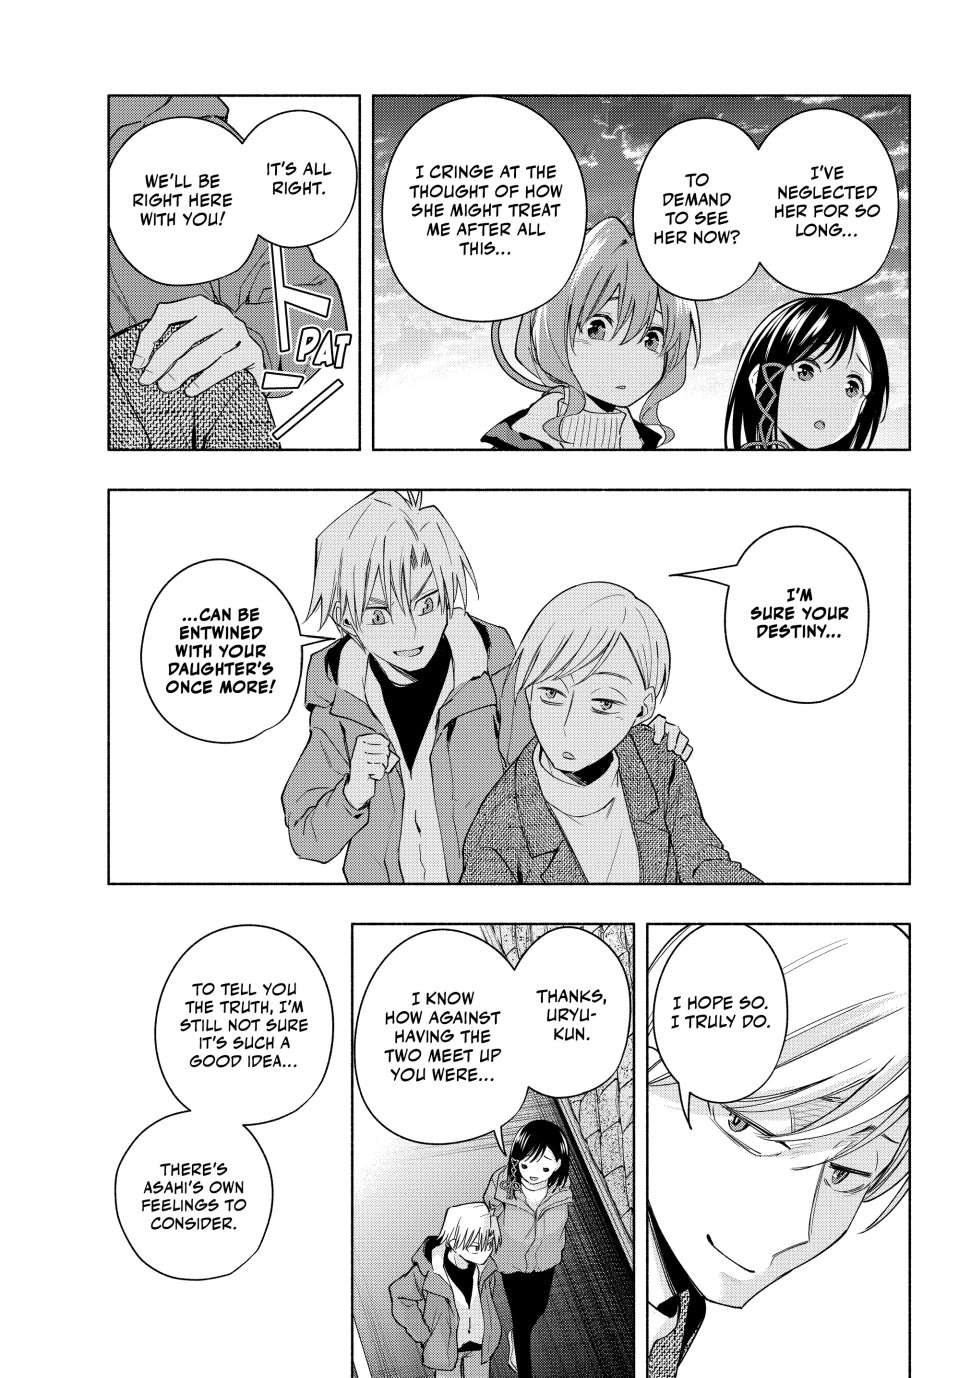 I'VE
NEGLECTED
HER FOR SO
LONG...
TO
DEMAND
TO SEE
HER NOW?
I CRINGE AT THE
THOUGHT OF HOW
SHE MIGHT TREAT
ME AFTER ALL
THIS...
IT'S ALL
RIGHT.
WE'LL BE
RIGHT HERE
WITH YOU!
トン
PAT
I'M
SURE YOUR
DESTINY...
...CAN BE
ENTWINED
WITH YOUR
DAUGHTER'S
ONCE MORE!
I HOPE SO.
I TRULY DO.
THANKS,
URYU-
KUN.
I KNOW
HOW AGAINST
HAVING THE
TWO MEET UP
YOU WERE...
TO TELL YOU
THE TRUTH, I'M
STILL NOT SURE
IT'S SUCH A
GOOD IDEA...
THERE'S
ASAHI'S OWN
FEELINGS TO
CONSIDER.